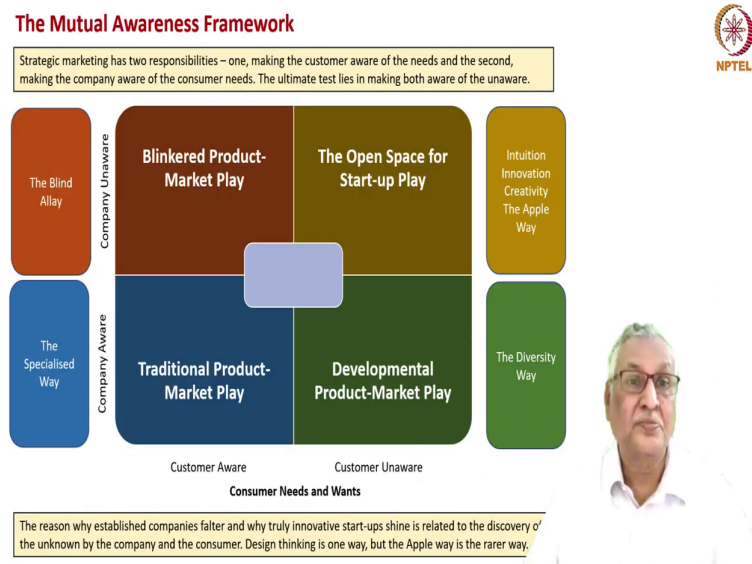 The Mutual Awareness Framework
NPTEL
Strategic marketing has two responsibilities – one, making the customer aware of the needs and the second,
making the company aware of the consumer needs. The ultimate test lies in making both aware of the unaware.
The Blind
Allay
Company Unaware
Blinkered Product-
Market Play
The Open Space for
Start-up Play
Intuition
Innovation
Creativity
The Apple
Way
The
Specialised
Way
Company Aware
Traditional Product-
Market Play
Developmental
Product-Market Play
The Diversity
Way
Customer Aware
Customer Unaware
Consumer Needs and Wants
The reason why established companies falter and why truly innovative start-ups shine is related to the discovery of
the unknown by the company and the consumer. Design thinking is one way, but the Apple way is the rarer way.